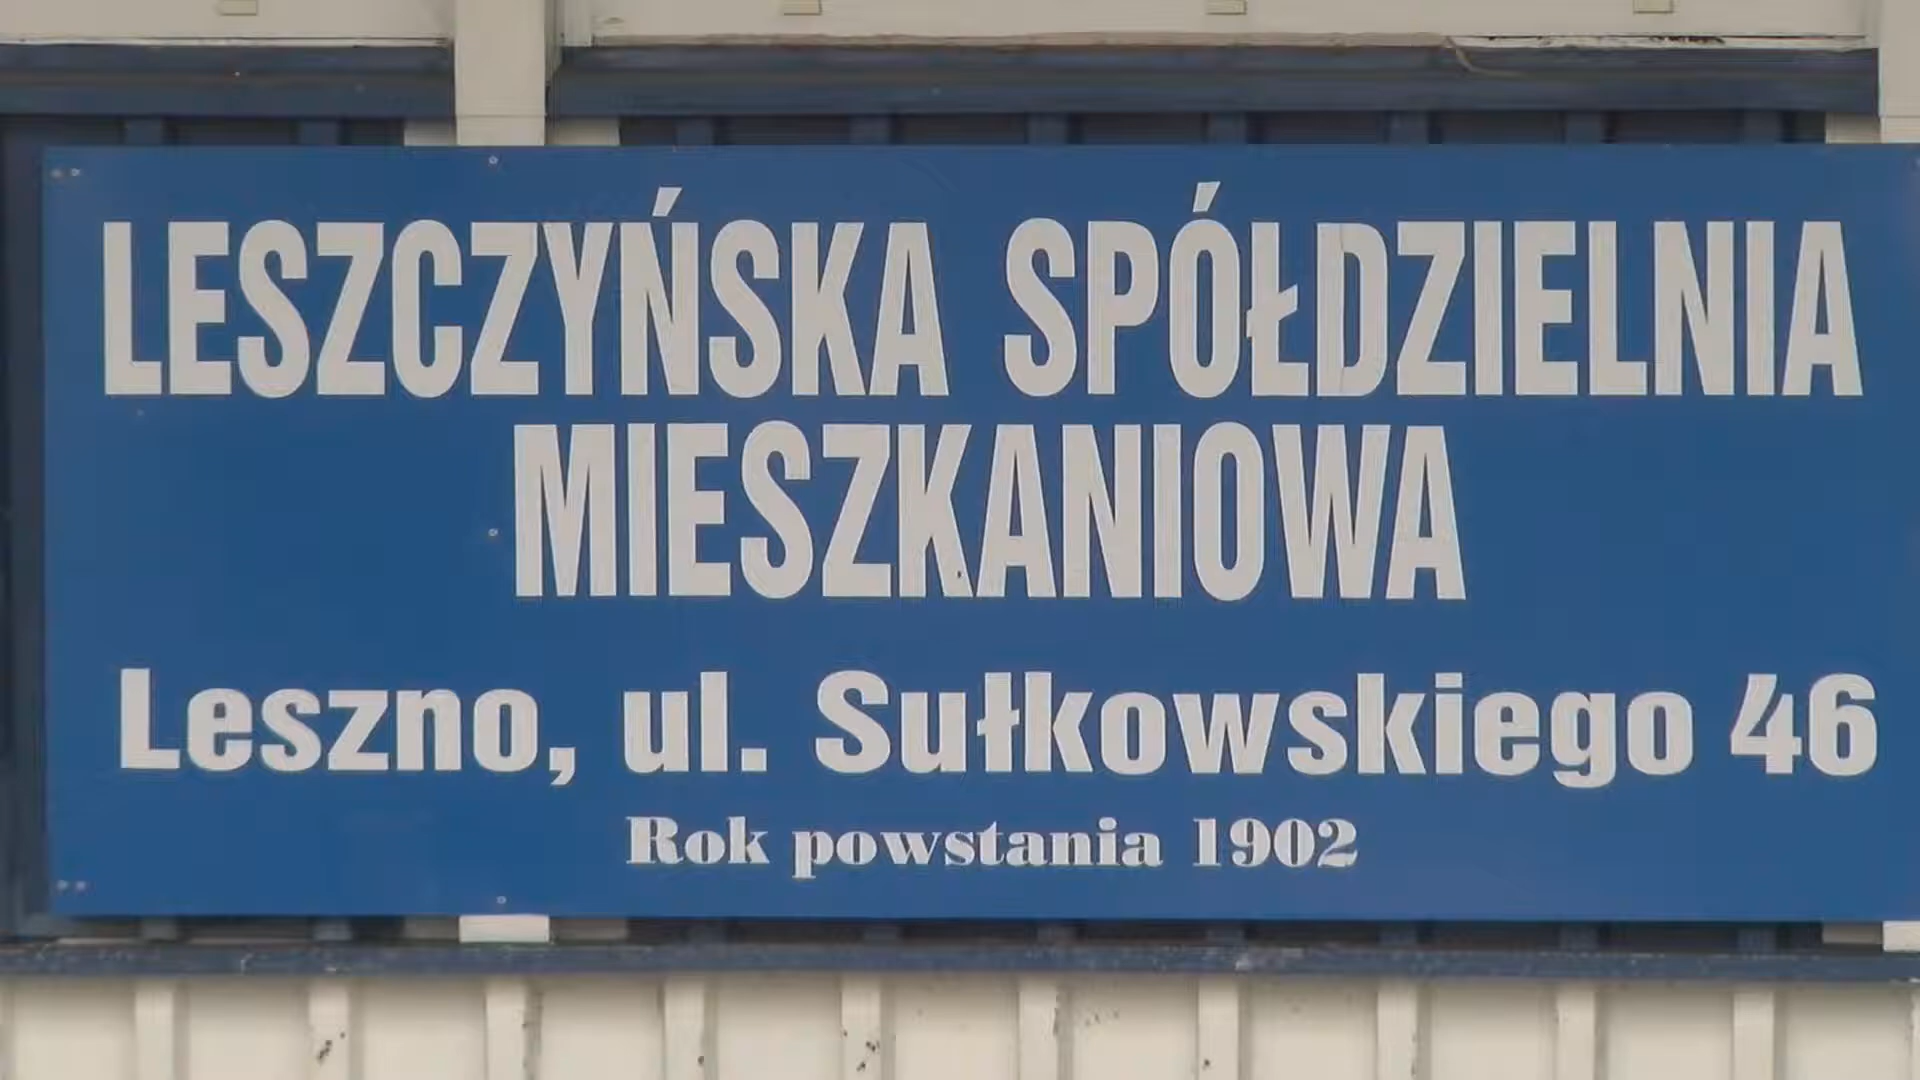 LESZCZYŃSKA SPÓŁDZIELNIA
MIESZKANIOWA
Leszno, ul. Sułkowskiego 46
Rok powstania 1902